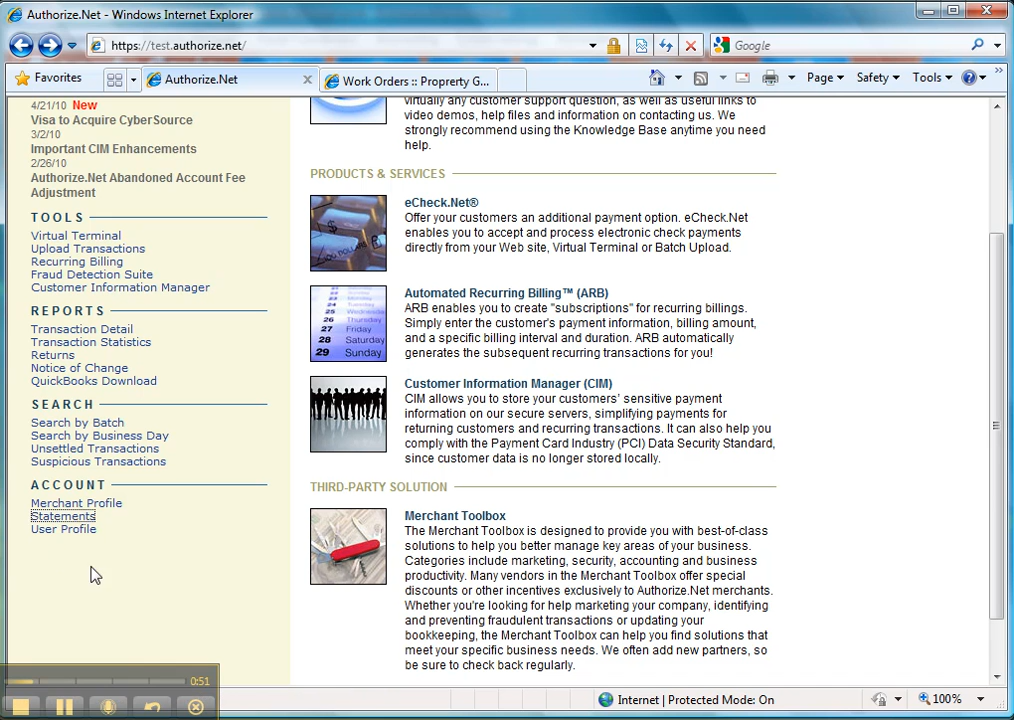 Authorize.Net - Windows Internet Explorer
https://test.authorize.net/
Google
Favorites
Authorize.Net
Work Orders :: Property G...
Page
Safety
Tools
4/21/10 New
Visa to Acquire CyberSource
3/2/10
Important CIM Enhancements
2/26/10
Authorize.Net Abandoned Account Fee
Adjustment
TOOLS
Virtual Terminal
Upload Transactions
Recurring Billing
Fraud Detection Suite
Customer Information Manager
REPORTS
Transaction Detail
Transaction Statistics
Returns
Notice of Change
QuickBooks Download
SEARCH
Search by Batch
Search by Business Day
Unsettled Transactions
Suspicious Transactions
ACCOUNT
Merchant Profile
Statements
User Profile
virtually any customer support question, as well as useful links to
video demos, help files and information on contacting us. We
strongly recommend using the Knowledge Base anytime you need
help.
PRODUCTS & SERVICES
eCheck.Net®
Offer your customers an additional payment option. eCheck.Net
enables you to accept and process electronic check payments
directly from your Web site, Virtual Terminal or Batch Upload.
24 Tuesday
25 Wednesday
26 Thursday
27 Friday
28 Saturday
29 Sunday
Automated Recurring Billing™ (ARB)
ARB enables you to create "subscriptions" for recurring billings.
Simply enter the customer's payment information, billing amount,
and a specific billing interval and duration. ARB automatically
generates the subsequent recurring transactions for you!
Customer Information Manager (CIM)
CIM allows you to store your customers' sensitive payment
information on our secure servers, simplifying payments for
returning customers and recurring transactions. It can also help you
comply with the Payment Card Industry (PCI) Data Security Standard,
since customer data is no longer stored locally.
THIRD-PARTY SOLUTION
Merchant Toolbox
The Merchant Toolbox is designed to provide you with best-of-class
solutions to help you better manage key areas of your business.
Categories include marketing, security, accounting and business
productivity. Many vendors in the Merchant Toolbox offer special
discounts or other incentives exclusively to Authorize.Net merchants.
Whether you're looking for help marketing your company, identifying
and preventing fraudulent transactions or updating your
bookkeeping, the Merchant Toolbox can help you find solutions that
meet your specific business needs. We often add new partners, so
be sure to check back regularly.
0:51
Internet | Protected Mode: On
100%